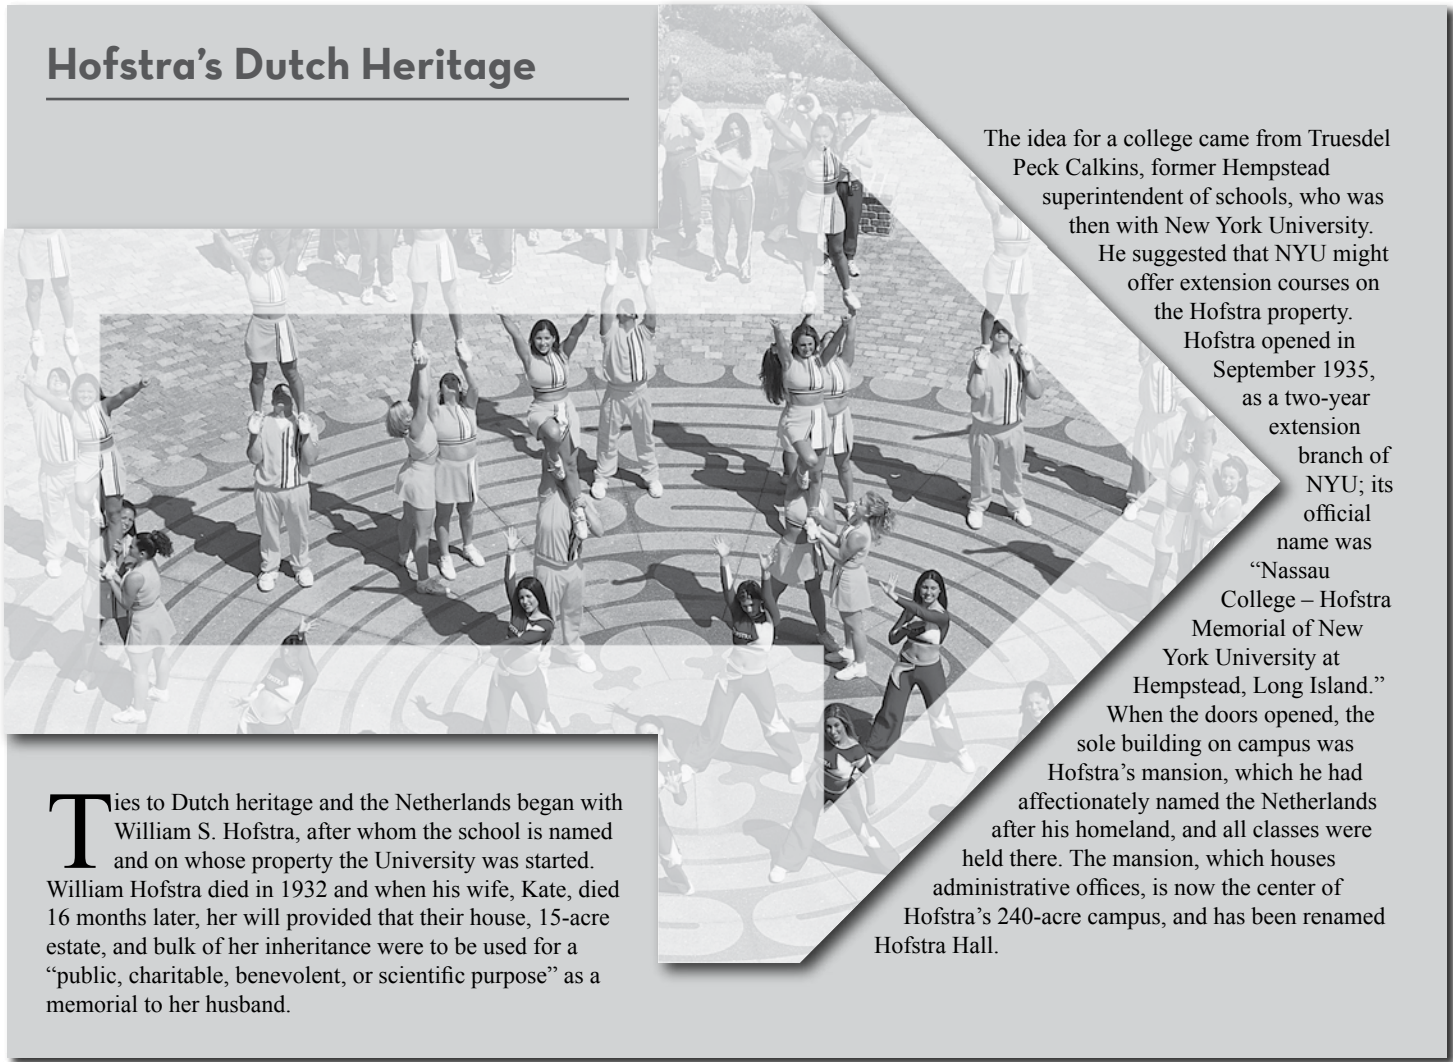 Hofstra’s Dutch Heritage
Ties to Dutch heritage and the Netherlands began with
William S. Hofstra, after whom the school is named
and on whose property the University was started.
William Hofstra died in 1932 and when his wife, Kate, died
16 months later, her will provided that their house, 15-acre
estate, and bulk of her inheritance were to be used for a
“public, charitable, benevolent, or scientific purpose” as a
memorial to her husband.
The idea for a college came from Truesdel
Peck Calkins, former Hempstead
superintendent of schools, who was
then with New York University.
He suggested that NYU might
offer extension courses on
the Hofstra property.
Hofstra opened in
September 1935,
as a two-year
extension
branch of
NYU; its
official
name was
“Nassau
College – Hofstra
Memorial of New
York University at
Hempstead, Long Island.”
When the doors opened, the
sole building on campus was
Hofstra’s mansion, which he had
affectionately named the Netherlands
after his homeland, and all classes were
held there. The mansion, which houses
administrative offices, is now the center of
Hofstra’s 240-acre campus, and has been renamed
Hofstra Hall.